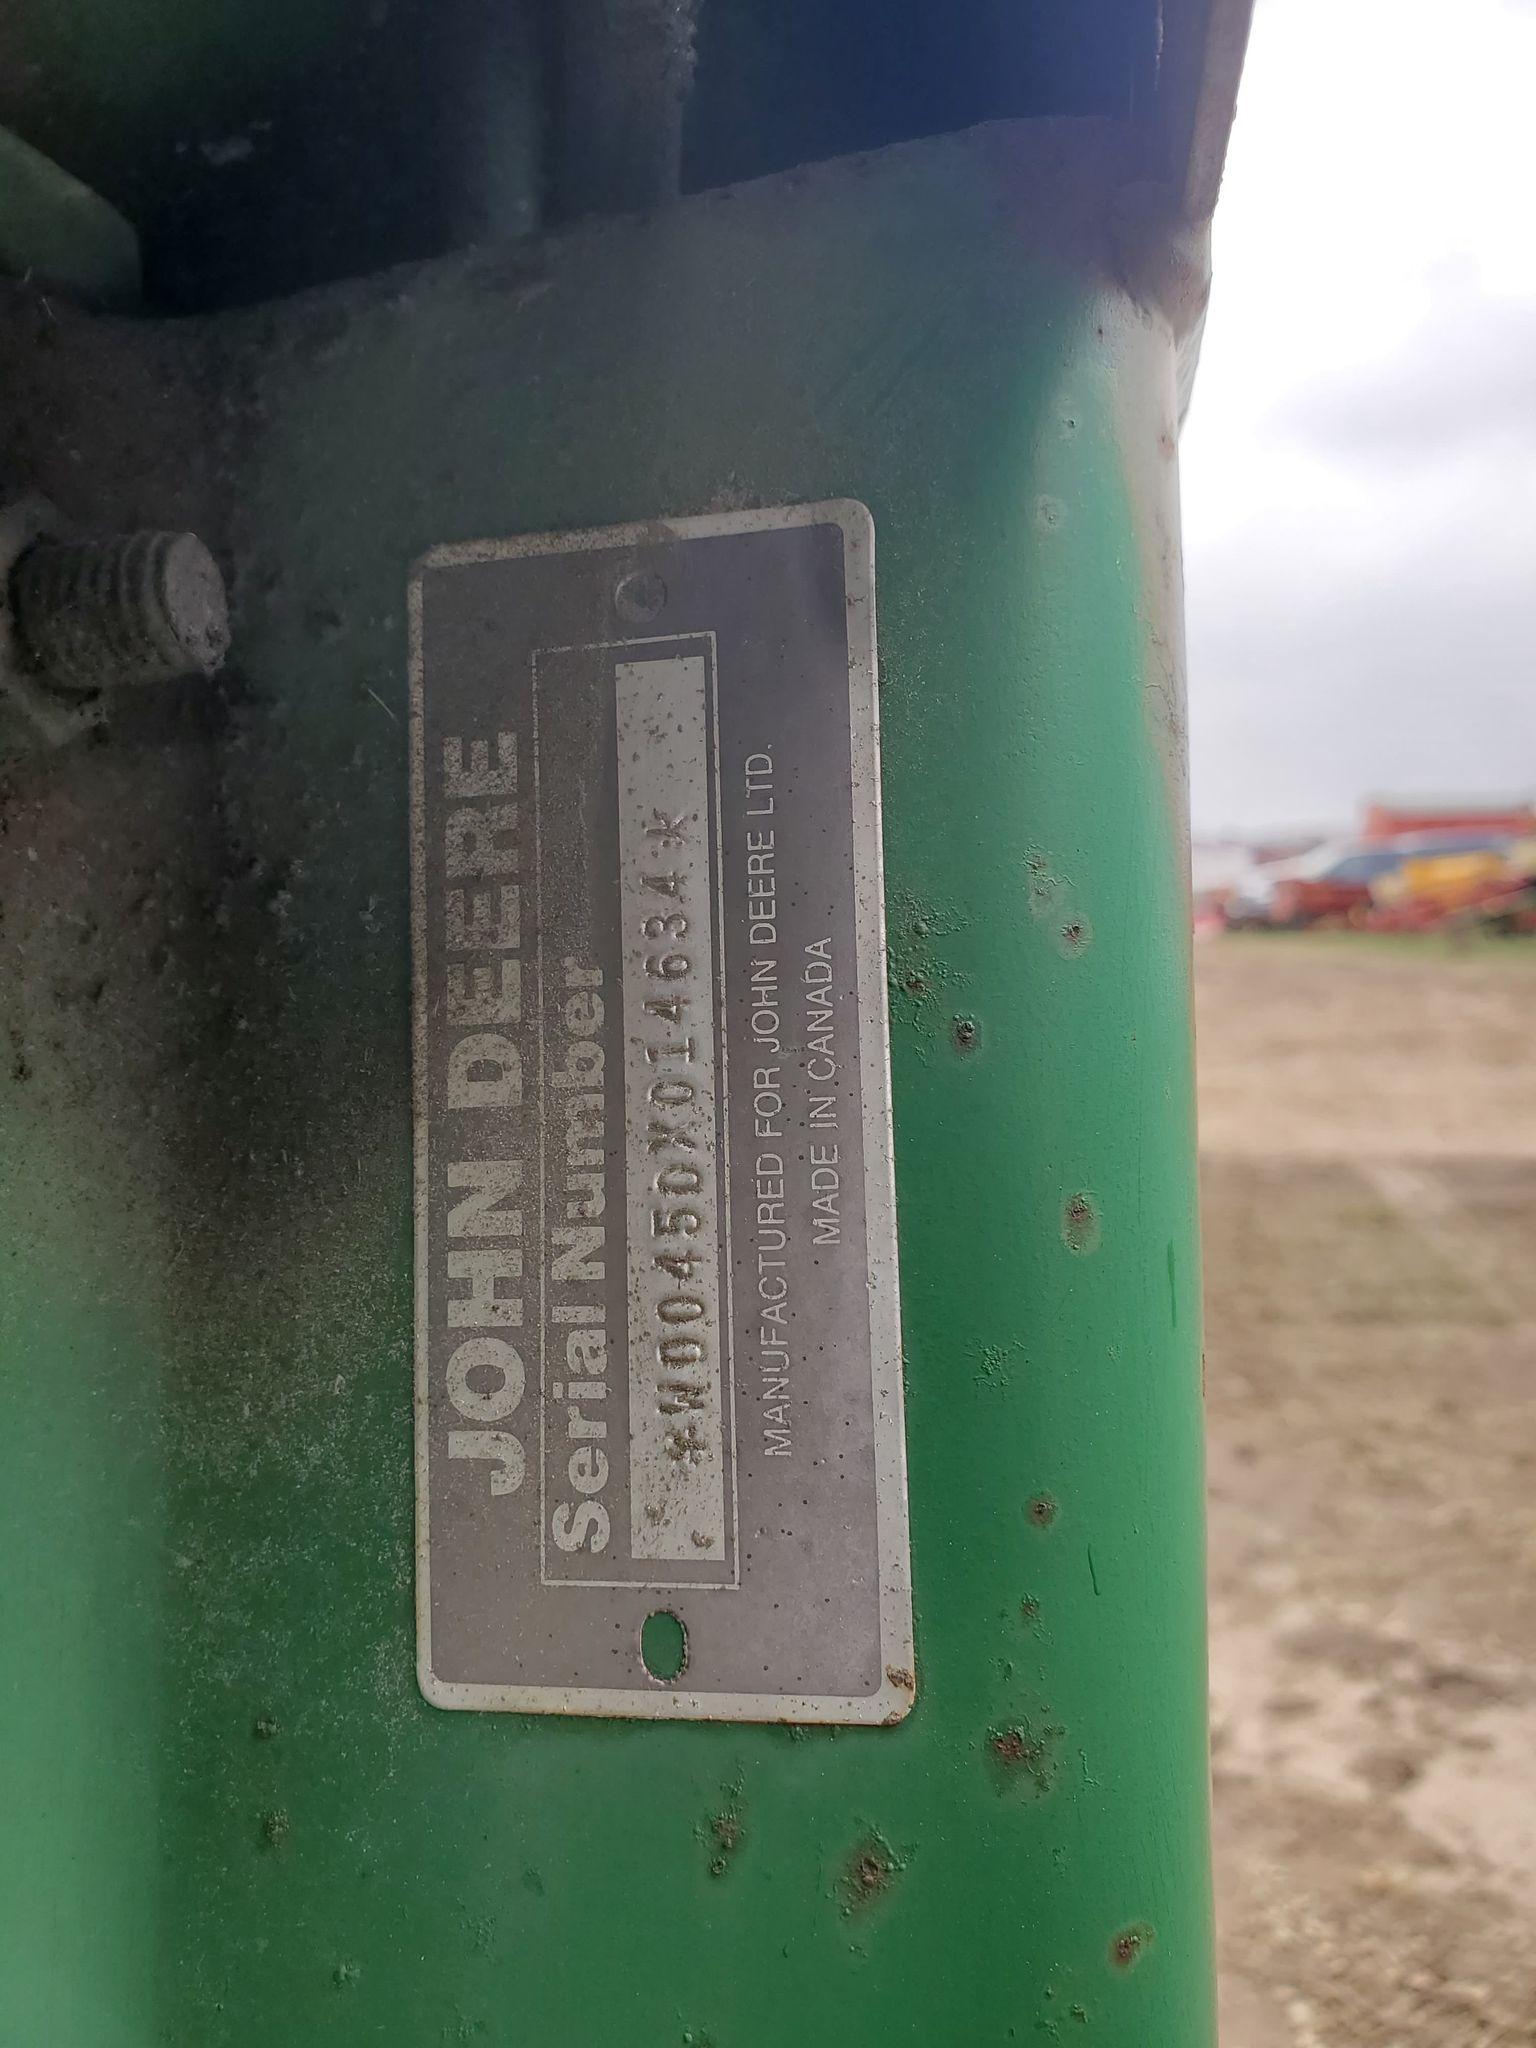 JOHN DEERE
Serial Number
*W00450X014634*
MANUFACTURED FOR JOHN DEERE LTD.
MADE IN CANADA